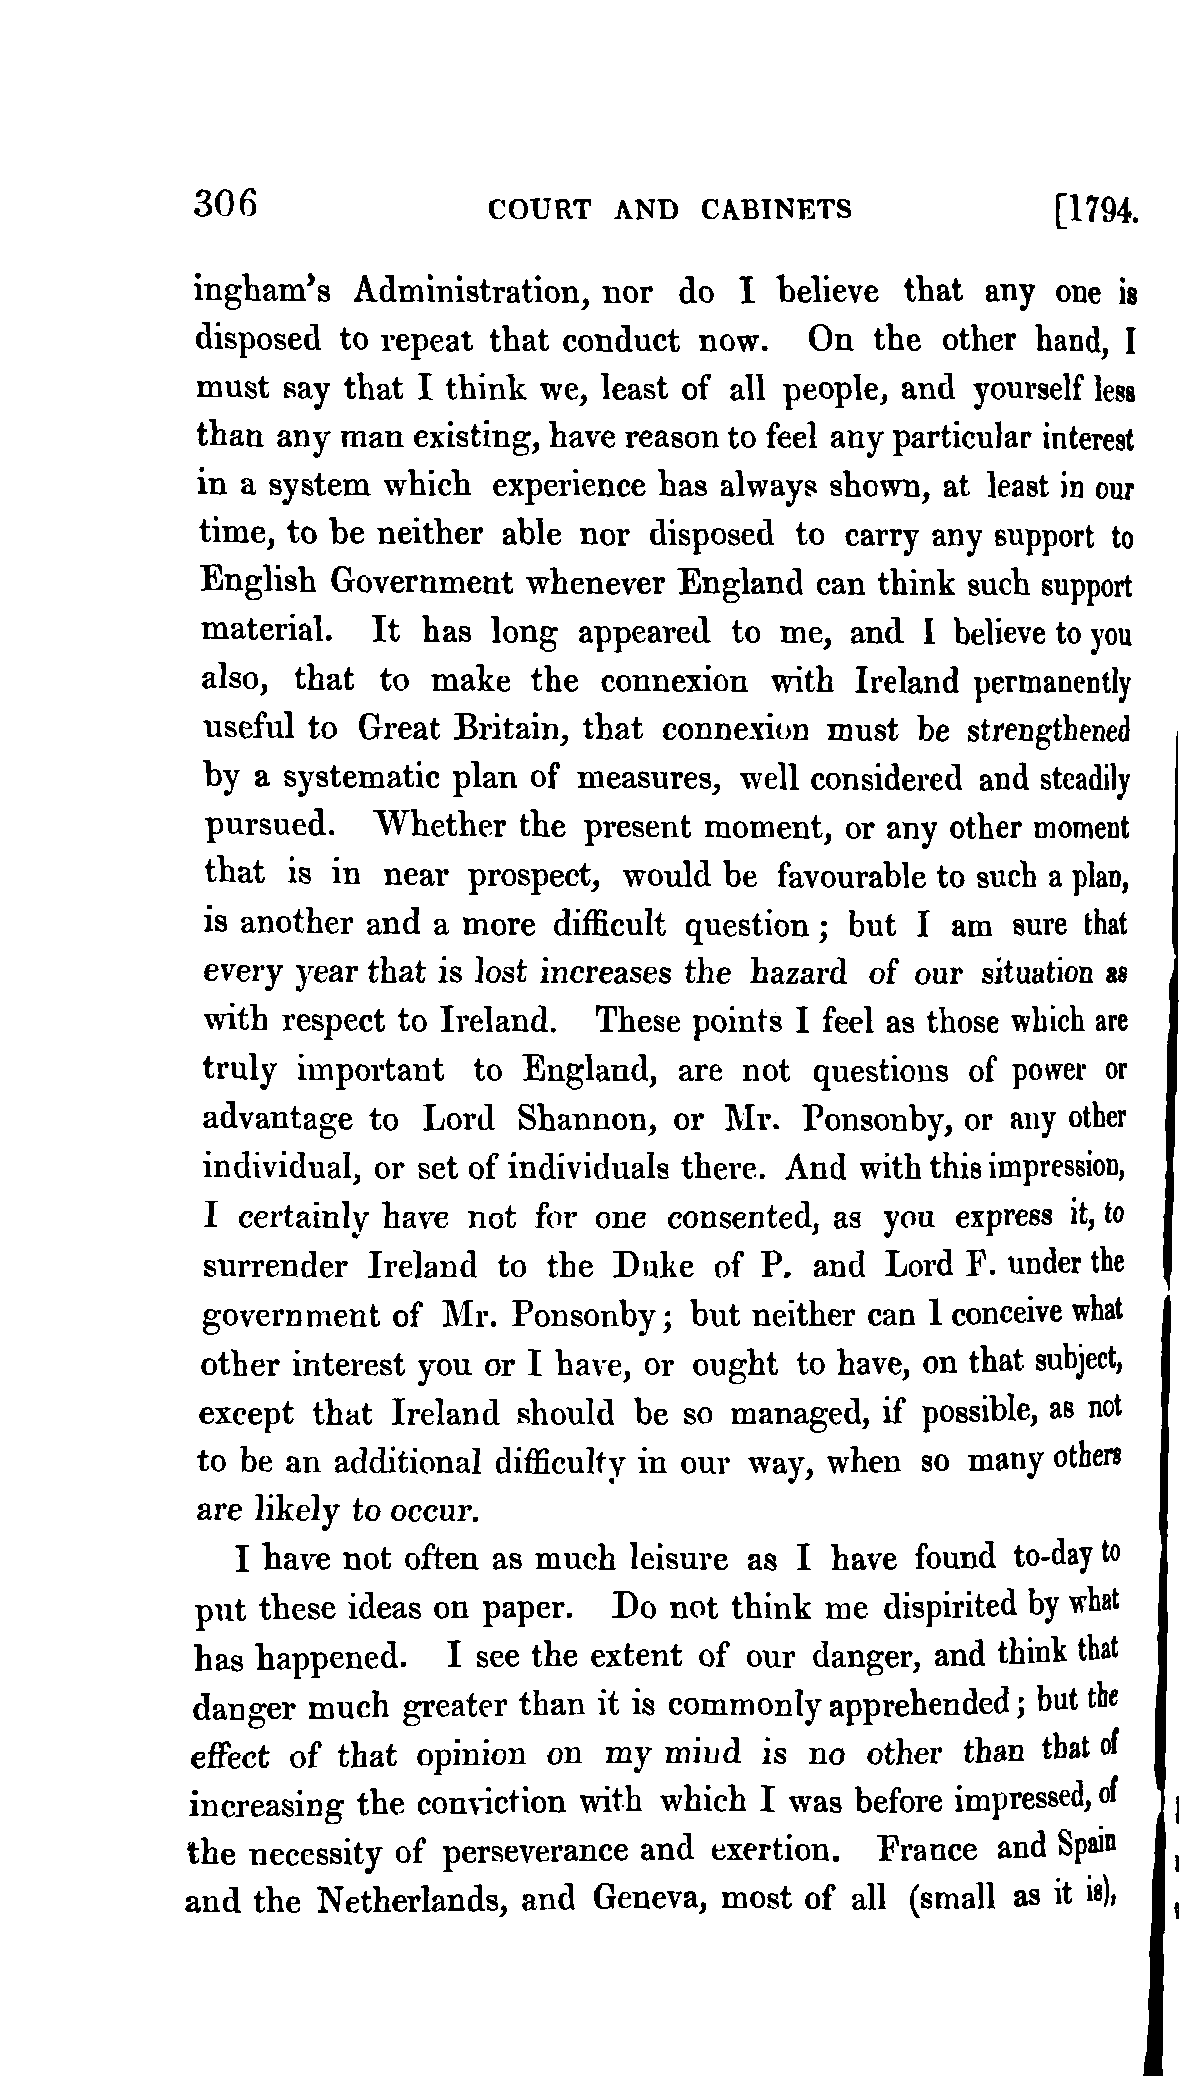 306 COURT AND CABINETS [1794.
ingham's Administration, nor do I believe that any one is
disposed to repeat that conduct now. On the other hand, I
must say that I think we, least of all people, and yourself less
than any man existing, have reason to feel any particular interest
in a system which experience has always shown, at least in our
time, to be neither able nor disposed to carry any support to
English Government whenever England can think such support
material. It has long appeared to me, and I believe to you
also, that to make the connexion with Ireland permanently
useful to Great Britain, that connexion must be strengthened
by a systematic plan of measures, well considered and steadily
pursued. Whether the present moment, or any other moment
that is in near prospect, would be favourable to such a plan,
is another and a more difficult question; but I am sure that
every year that is lost increases the hazard of our situation as
with respect to Ireland. These points I feel as those which are
truly important to England, are not questions of power or
advantage to Lord Shannon, or Mr. Ponsonby, or any other
individual, or set of individuals there. And with this impression,
I certainly have not for one consented, as you express it, to
surrender Ireland to the Duke of P. and Lord F. under the
government of Mr. Ponsonby; but neither can I conceive what
other interest you or I have, or ought to have, on that subject,
except that Ireland should be so managed, if possible, as not
to be an additional difficulty in our way, when so many others
are likely to occur.
I have not often as much leisure as I have found to-day to
put these ideas on paper. Do not think me dispirited by what
has happened. I see the extent of our danger, and think that
danger much greater than it is commonly apprehended; but the
effect of that opinion on my mind is no other than that of
increasing the conviction with which I was before impressed, of
the necessity of perseverance and exertion. France and Spain
and the Netherlands, and Geneva, most of all (small as it is),